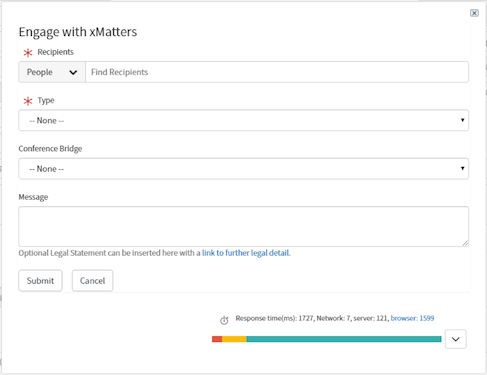 Engage with xMatters
* Recipients
People Find Recipients
* Type
-- None --
Conference Bridge
-- None --
Message
Optional Legal Statement can be inserted here with a link to further legal detail.
Submit Cancel
Response time(ms): 1727, Network: 7, server: 121, browser: 1599